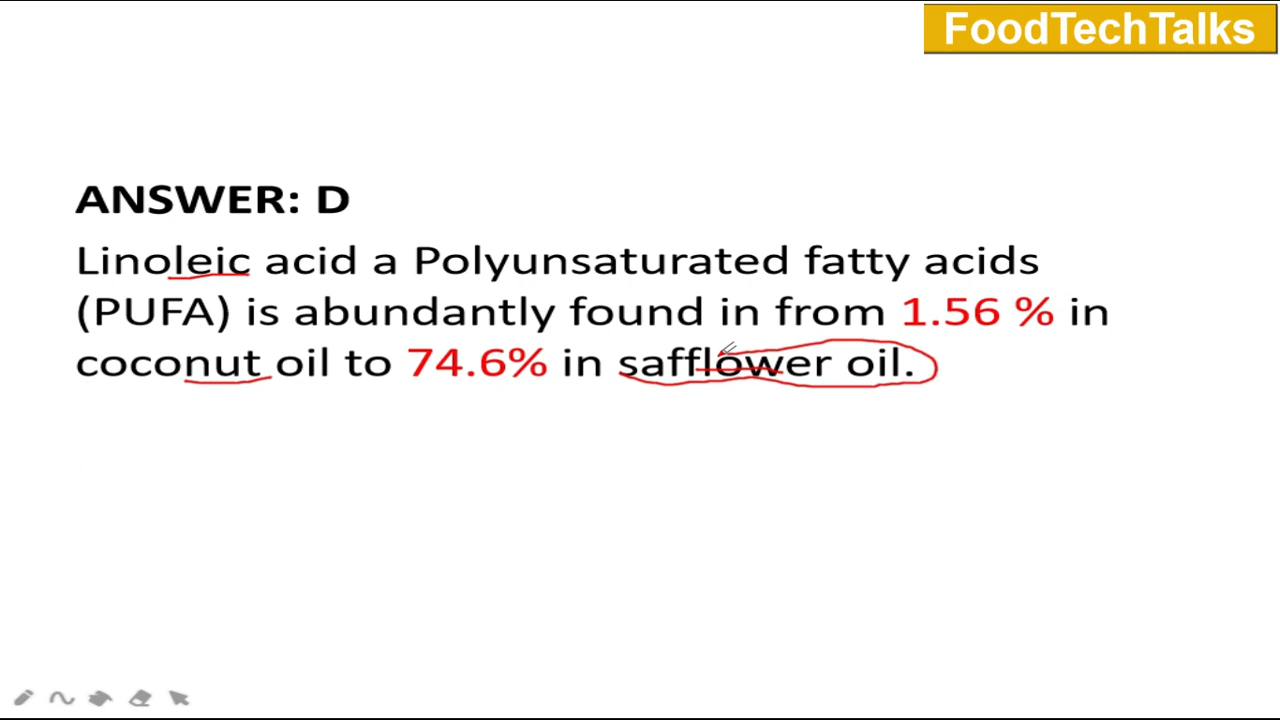 FoodTechTalks
ANSWER: D
Linoleic acid a Polyunsaturated fatty acids
(PUFA) is abundantly found in from 1.56 % in
coconut oil to 74.6% in safflower oil.